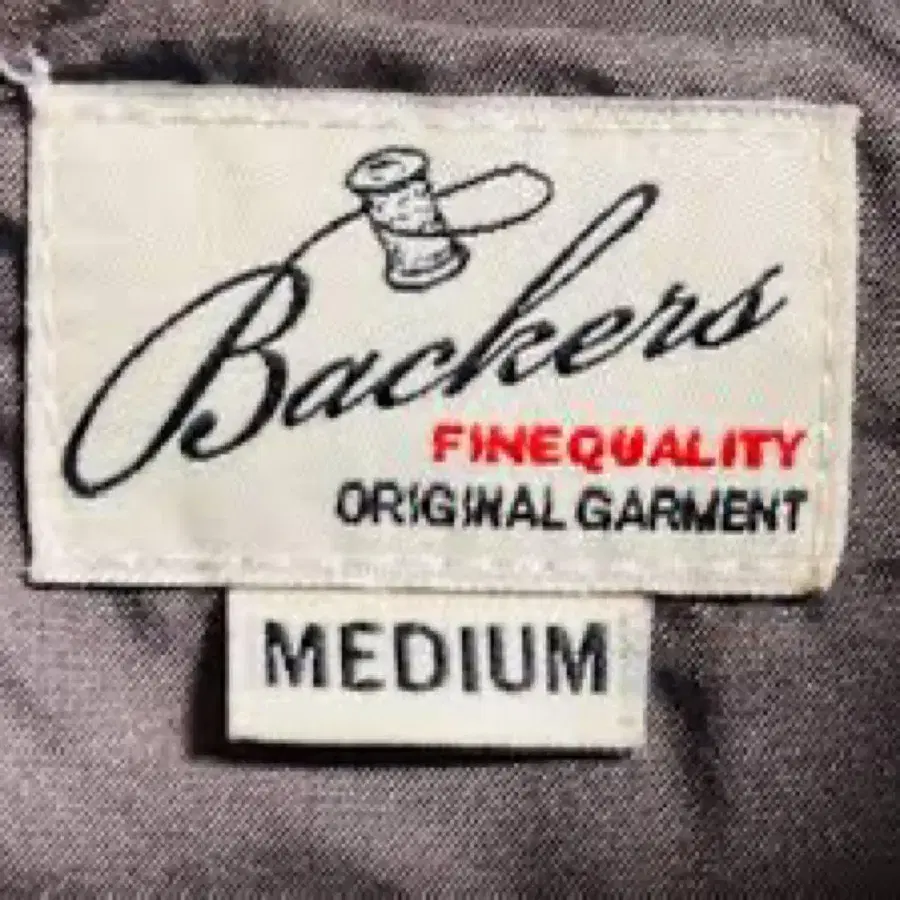 Backers
FINEQUALITY
ORIGINAL GARMENT
MEDIUM